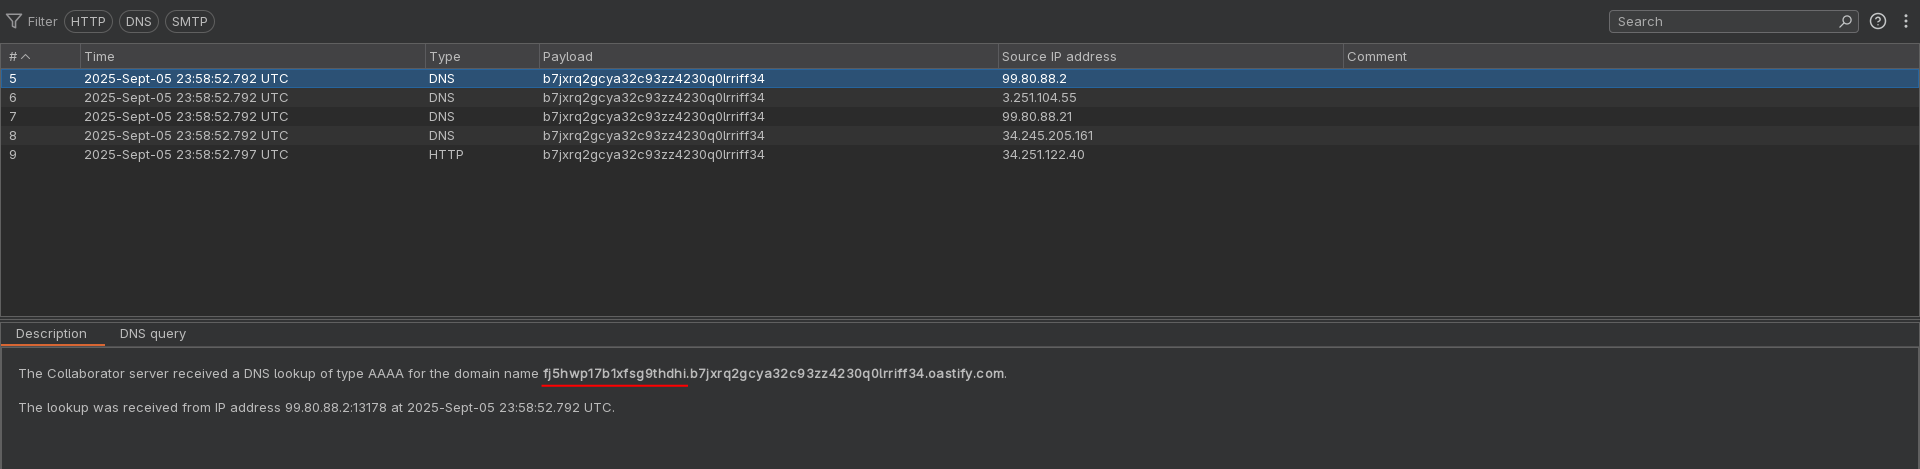 Filter HTTP DNS SMTP Search
# Time Type Payload Source IP address Comment
5 2025-Sept-05 23:58:52.792 UTC DNS b7jxrq2gcya32c93zz4230q0lrriff34 99.80.88.2
6 2025-Sept-05 23:58:52.792 UTC DNS b7jxrq2gcya32c93zz4230q0lrriff34 3.251.104.55
7 2025-Sept-05 23:58:52.792 UTC DNS b7jxrq2gcya32c93zz4230q0lrriff34 99.80.88.21
8 2025-Sept-05 23:58:52.792 UTC DNS b7jxrq2gcya32c93zz4230q0lrriff34 34.245.205.161
9 2025-Sept-05 23:58:52.797 UTC HTTP b7jxrq2gcya32c93zz4230q0lrriff34 34.251.122.40
Description DNS query
The Collaborator server received a DNS lookup of type AAAA for the domain name fj5hwp17b1xfsg9thdhi.b7jxrq2gcya32c93zz4230q0lrriff34.oastify.com.
The lookup was received from IP address 99.80.88.2:13178 at 2025-Sept-05 23:58:52.792 UTC.